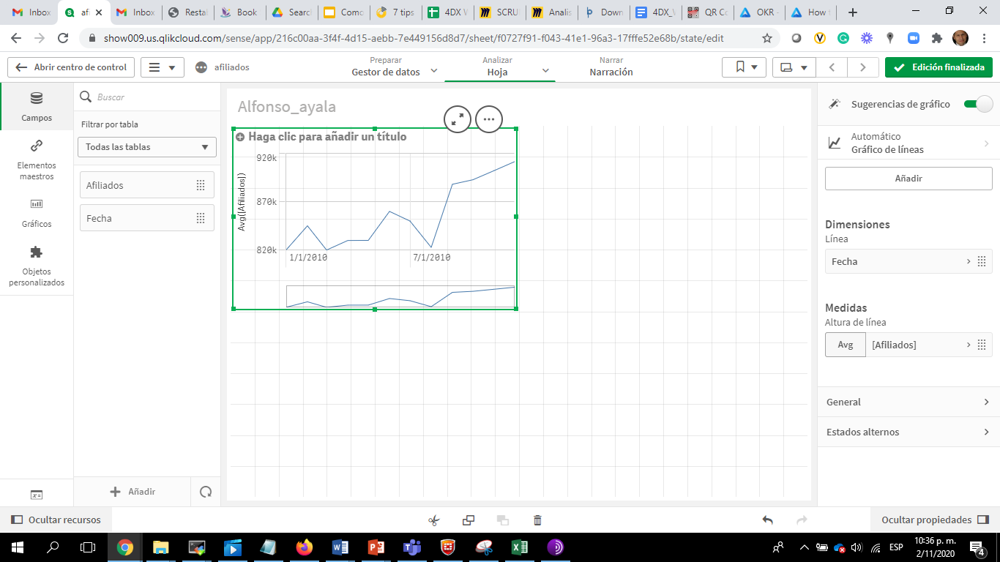 Inbox
afi
Inbox
Resta
Book
Searc
Como
7 tips
4DX V
SCRU
Analis
Down
4DX_V
QR Co
OKR -
How t
show009.us.qlikcloud.com/sense/app/216c00aa-3f4f-4d15-aebb-7e449156d8d7/sheet/f0727f91-f043-41e1-96a3-17fffe52e68b/state/edit
Abrir centro de control
afiliados
Preparar
Gestor de datos
Analizar
Hoja
Narrar
Narración
Edición finalizada
Campos
Elementos
maestros
Gráficos
Objetos
personalizados
Buscar
Filtrar por tabla
Todas las tablas
Afiliados
Fecha
Añadir
Alfonso_ayala
Haga clic para añadir un título
Avg([Afiliados])
920k
870k
820k
1/1/2010
7/1/2010
Sugerencias de gráfico
Automático
Gráfico de líneas
Añadir
Dimensiones
Línea
Fecha
Medidas
Altura de línea
Avg
[Afiliados]
General
Estados alternos
Ocultar recursos
Ocultar propiedades
ESP
10:36 p. m.
2/11/2020
4